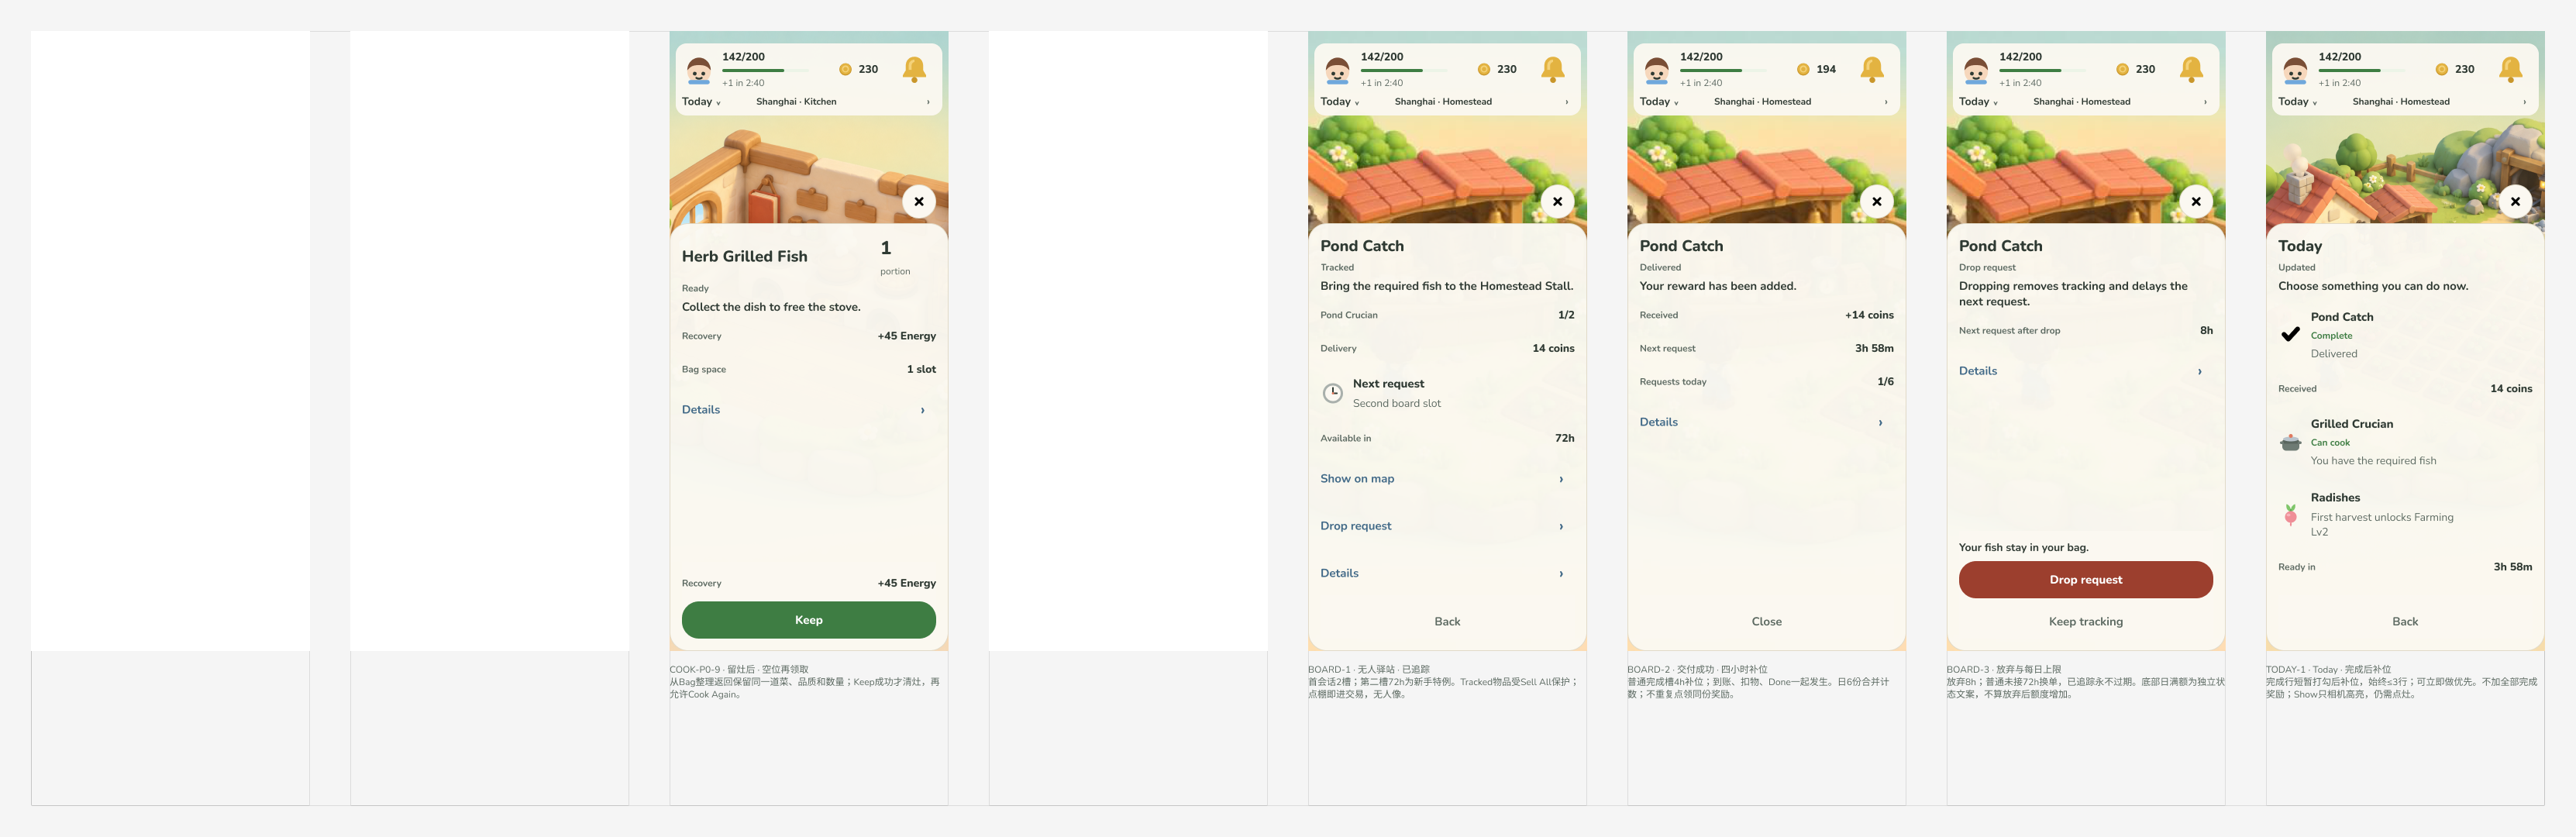 142/200
230
+1 in 2:40
Today ˅
Shanghai · Kitchen
›
×
Herb Grilled Fish
1
portion
Ready
Collect the dish to free the stove.
Recovery
+45 Energy
Bag space
1 slot
Details
›
Recovery
+45 Energy
Keep
COOK-P0-9 · 留灶后 · 空位再领取
从Bag整理返回保留同一道菜、品质和数量；Keep成功才清灶，再
允许Cook Again。
142/200
230
+1 in 2:40
Today ˅
Shanghai · Homestead
›
×
Pond Catch
Tracked
Bring the required fish to the Homestead Stall.
Pond Crucian
1/2
Delivery
14 coins
Next request
Second board slot
Available in
72h
Show on map
›
Drop request
›
Details
›
Back
BOARD-1 · 无人驿站 · 已追踪
首会话2槽；第二槽72h为新手特例。Tracked物品受Sell All保护；
点棚即进交易，无人像。
142/200
194
+1 in 2:40
Today ˅
Shanghai · Homestead
›
×
Pond Catch
Delivered
Your reward has been added.
Received
+14 coins
Next request
3h 58m
Requests today
1/6
Details
›
Close
BOARD-2 · 交付成功 · 四小时补位
普通完成槽4h补位；到账、扣物、Done一起发生。日6份合并计
数；不重复点领同份奖励。
142/200
230
+1 in 2:40
Today ˅
Shanghai · Homestead
›
×
Pond Catch
Drop request
Dropping removes tracking and delays the
next request.
Next request after drop
8h
Details
›
Your fish stay in your bag.
Drop request
Keep tracking
BOARD-3 · 放弃与每日上限
放弃8h；普通未接72h换单，已追踪永不过期。底部日满额为独立状
态文案，不算放弃后额度增加。
142/200
230
+1 in 2:40
Today ˅
Shanghai · Homestead
›
×
Today
Updated
Choose something you can do now.
Pond Catch
Complete
Delivered
Received
14 coins
Grilled Crucian
Can cook
You have the required fish
Radishes
First harvest unlocks Farming
Lv2
Ready in
3h 58m
Back
TODAY-1 · Today · 完成后补位
完成行短暂打勾后补位，始终≤3行；可立即做优先。不加全部完成
奖励；Show只相机高亮，仍需点灶。